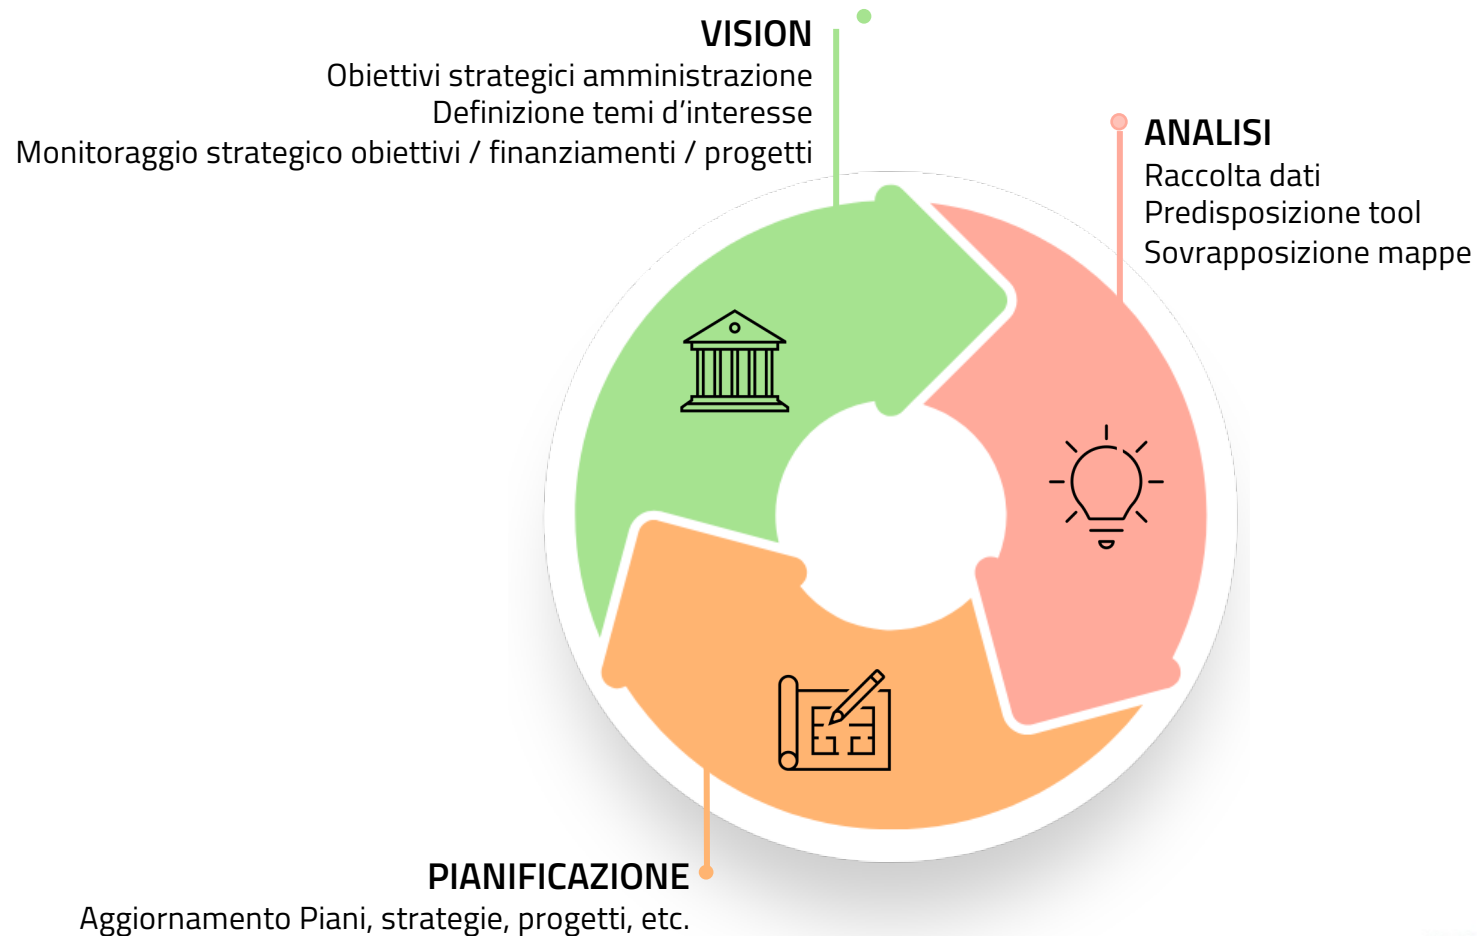 VISION
Obiettivi strategici amministrazione
Definizione temi d’interesse
Monitoraggio strategico obiettivi / finanziamenti / progetti
ANALISI
Raccolta dati
Predisposizione tool
Sovrapposizione mappe
PIANIFICAZIONE
Aggiornamento Piani, strategie, progetti, etc.